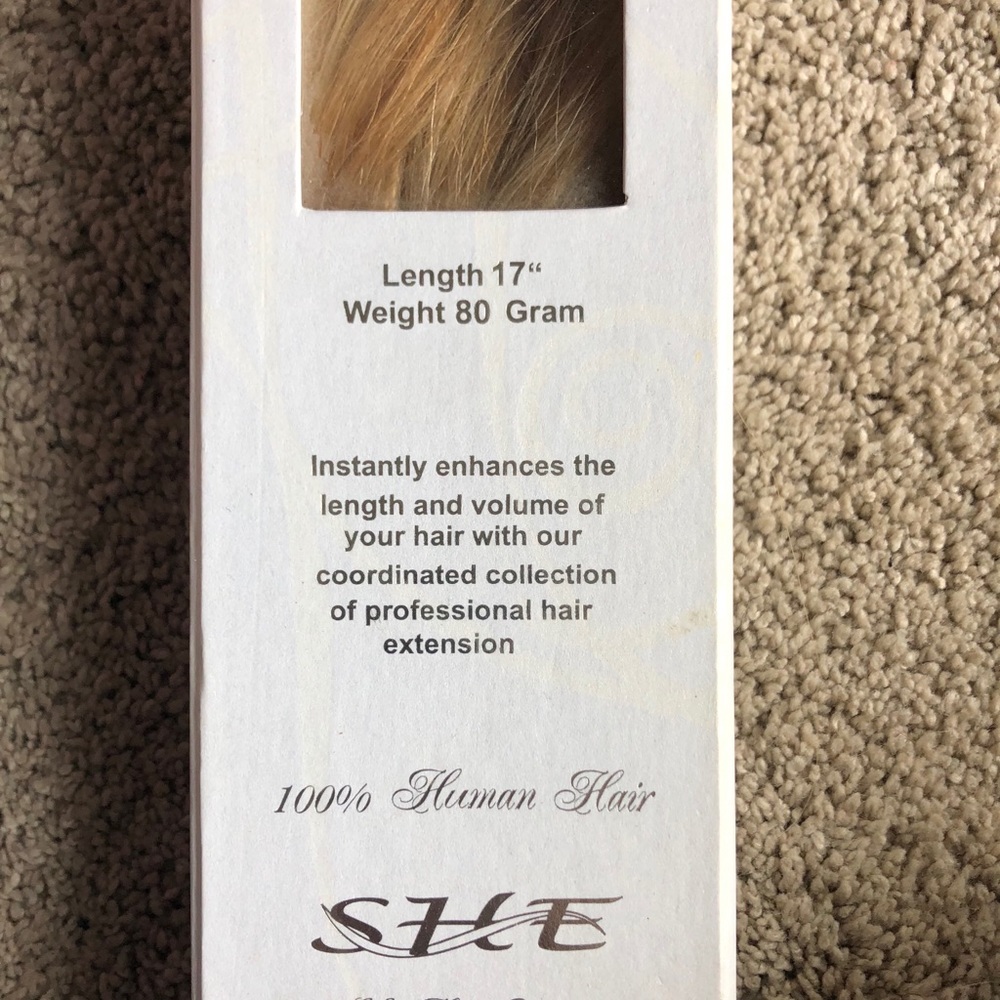 Length 17“
Weight 80 Gram
Instantly enhances the
length and volume of
your hair with our
coordinated collection
of professional hair
extension
100% Human Hair
SHE